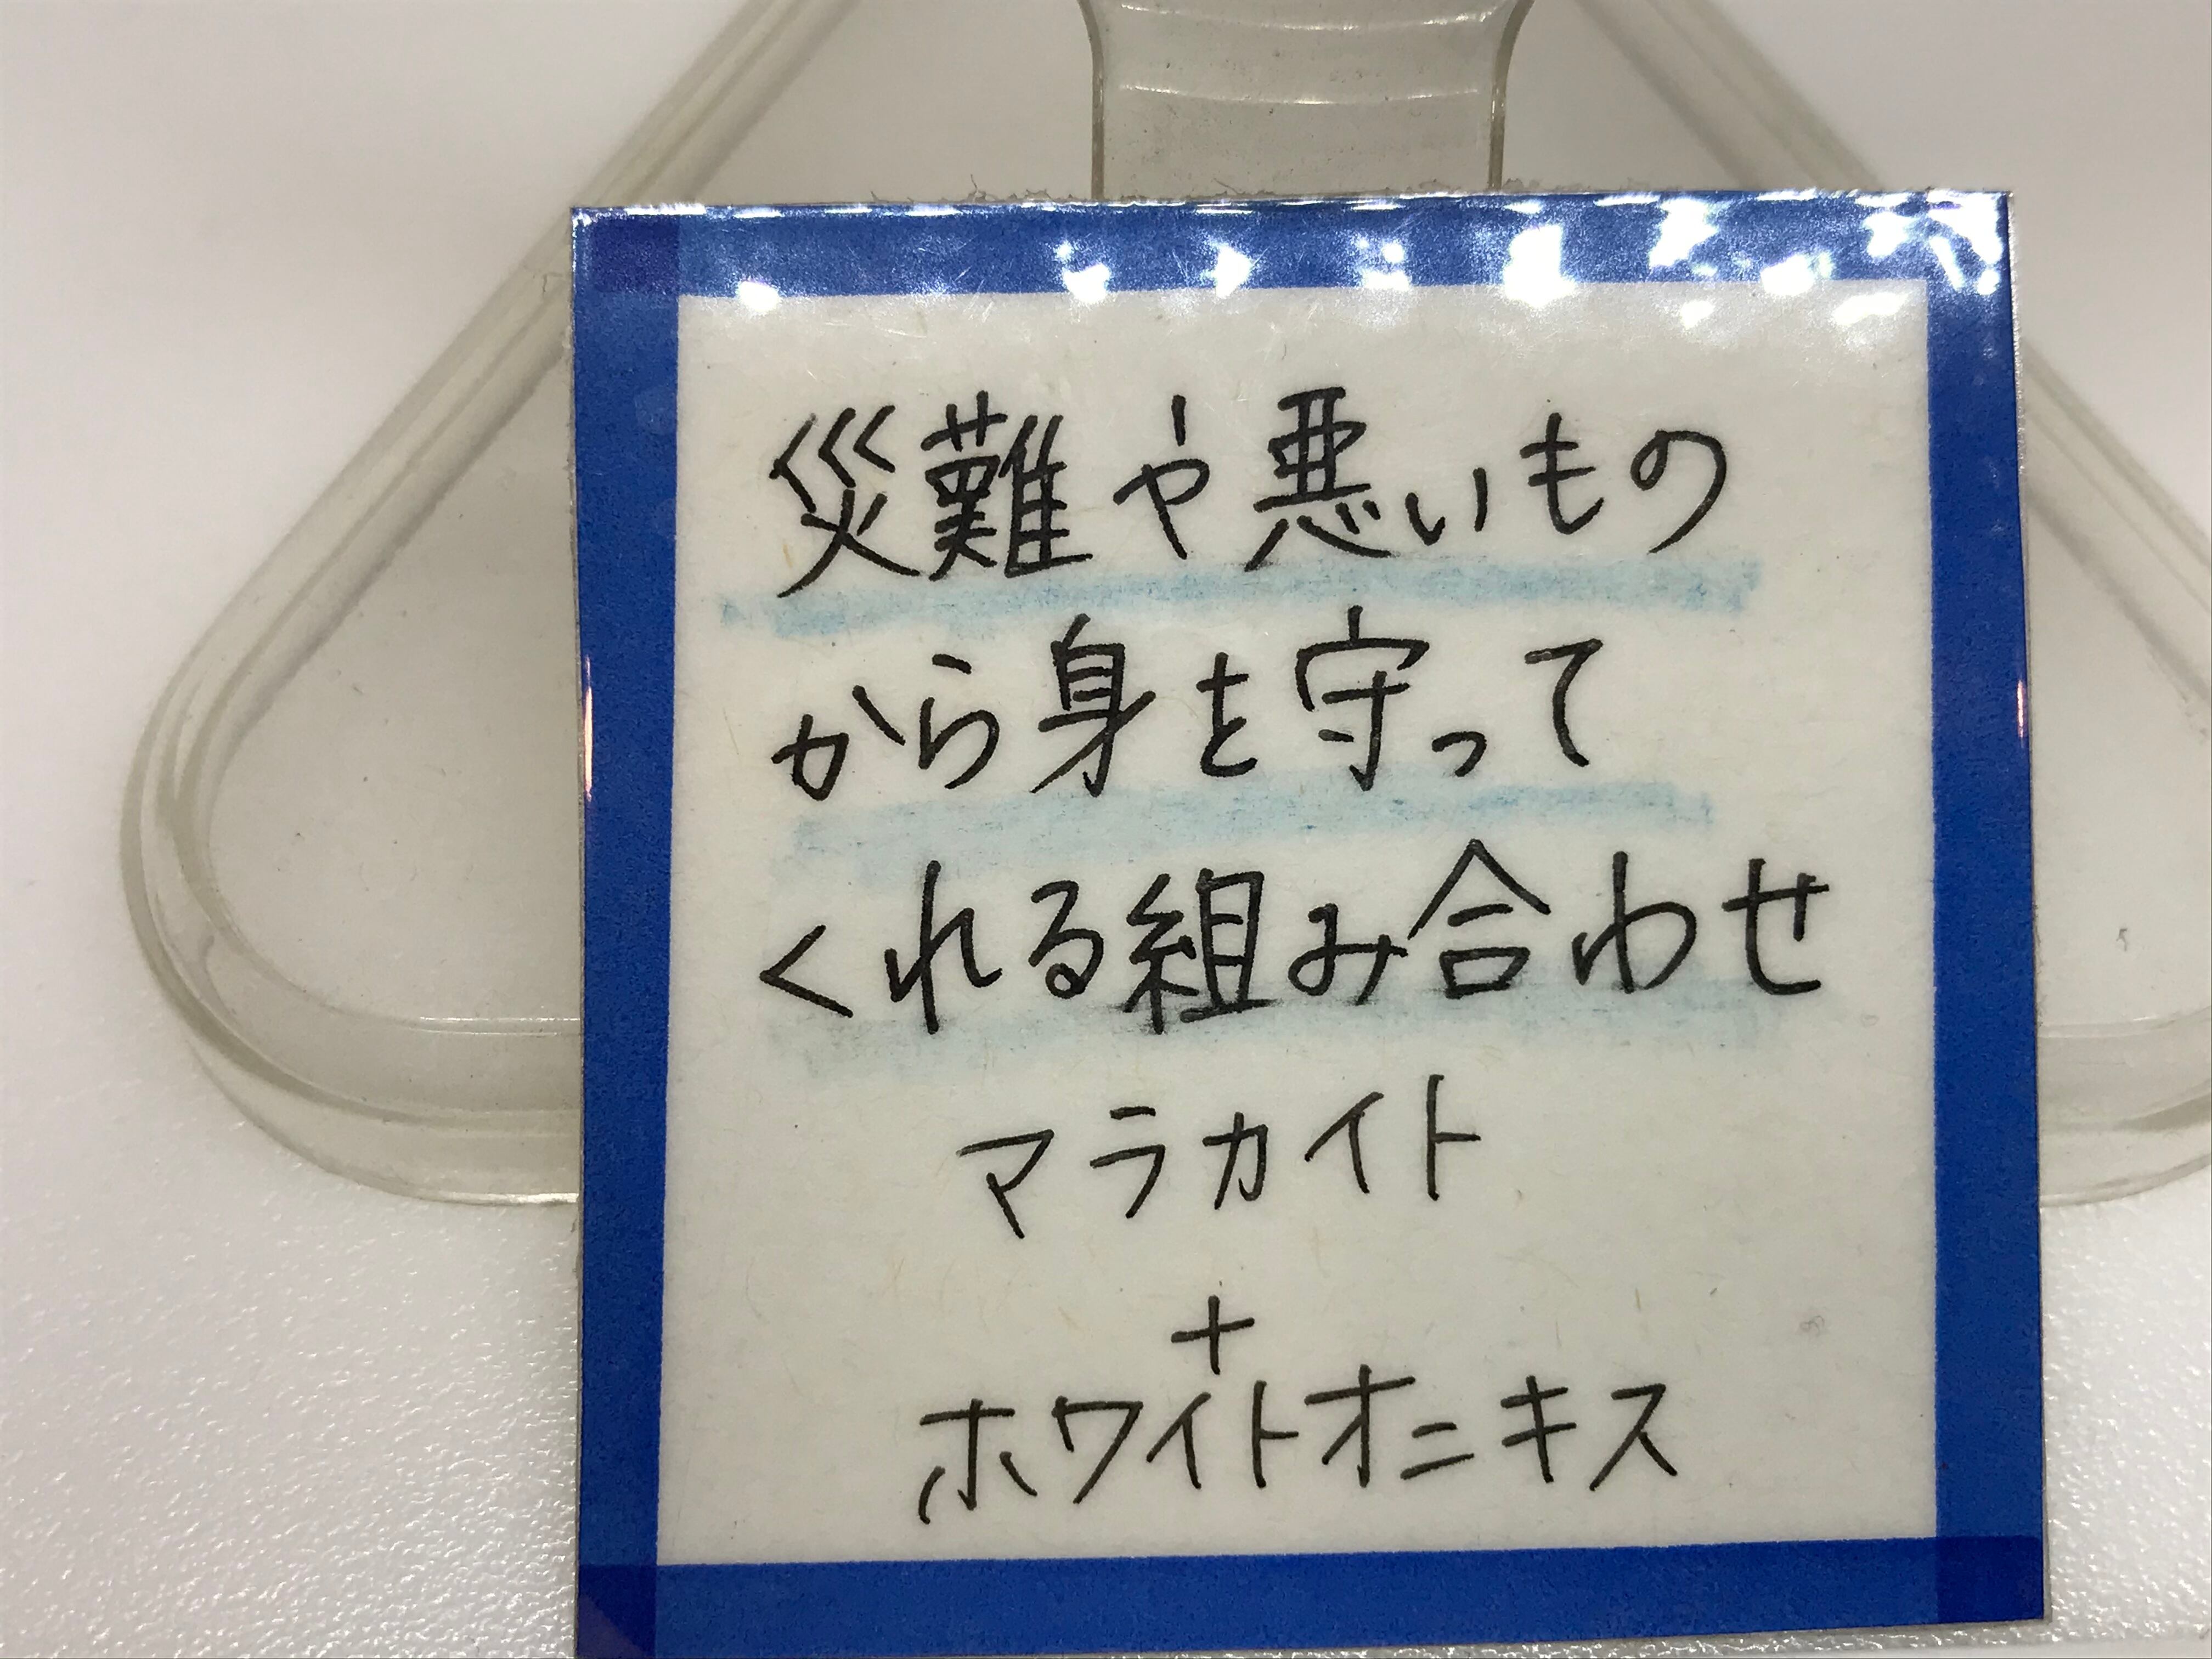 災難や悪いもの
から身を守って
くれる組み合わせ
マラカイト
+
ホワイトオニキス